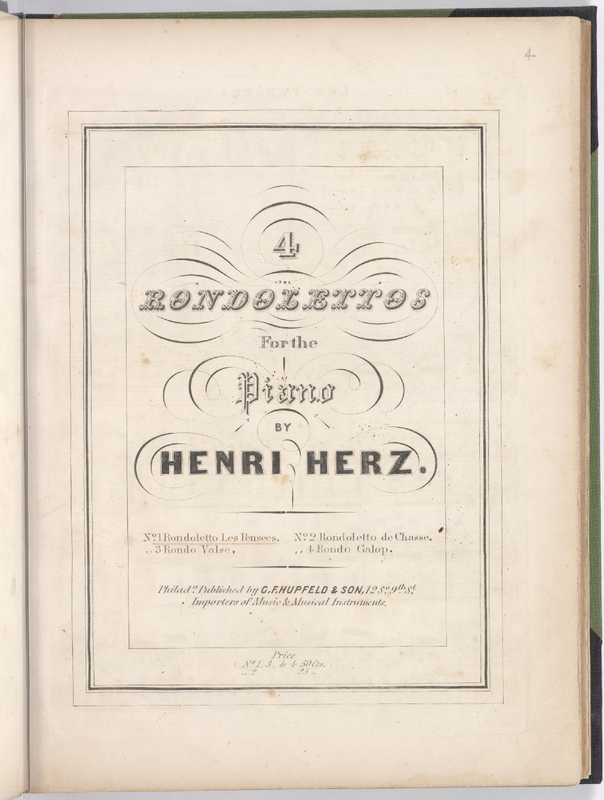 4
4
RONDOLETTOS
For the
Piano
BY
HENRI HERZ.
No. 1 Rondoletto Les Pensees. No. 2 Rondoletto de Chasse.
,, 3 Rondo Valse, ,, 4 Rondo Galop.
Philada. Published by C. F. HUPFELD & SON, 12 So. 9th St.
Importers of Music & Musical Instruments.
Price
No. 1, 3, & 4 50 Cts.
,, 2 25 ,,